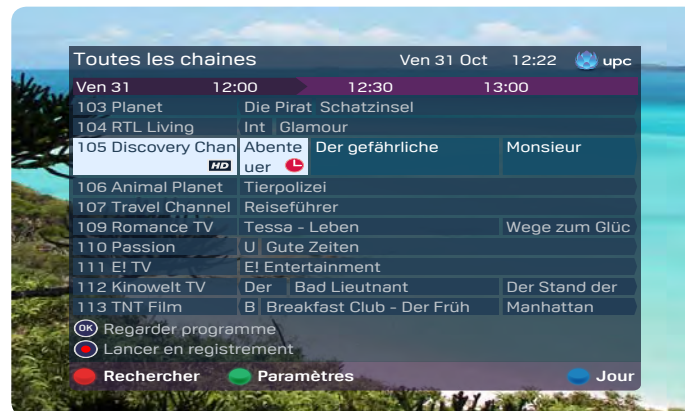 Toutes les chaines Ven 31 Oct 12:22 upc
Ven 31 12:00 12:30 13:00
103 Planet Die Pirat Schatzinsel
104 RTL Living Int Glamour
105 Discovery Chan Abente Der gefährliche Monsieur
HD uer
106 Animal Planet Tierpolizei
107 Travel Channel Reiseführer
109 Romance TV Tessa - Leben Wege zum Glüc
110 Passion U Gute Zeiten
111 E! TV E! Entertainment
112 Kinowelt TV Der Bad Lieutnant Der Stand der
113 TNT Film B Breakfast Club - Der Früh Manhattan
OK Regarder programme
Lancer en registrement
Rechercher Paramètres Jour